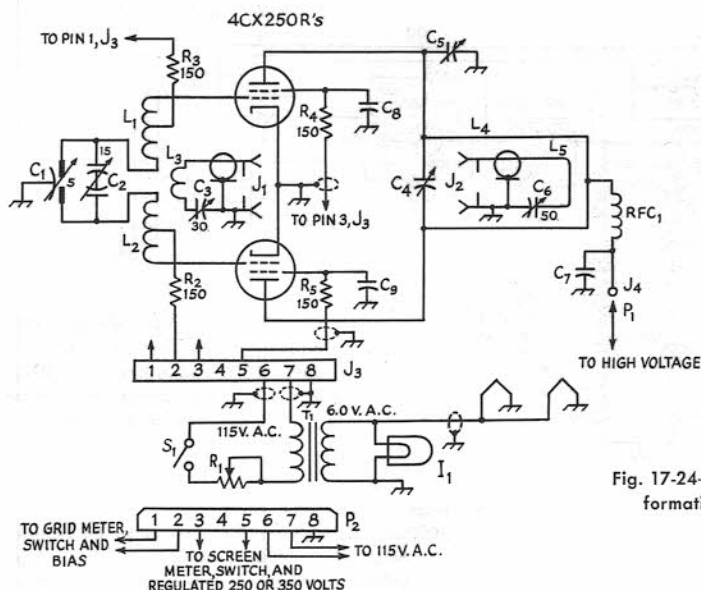 4CX250R's
TO PIN 1, J3
R3
150
C5
L1
R4
150
C8
L4
C1
5
15
C2
L3
C3
30
J1
C4
J2
L5
C6
50
RFC1
TO PIN 3, J3
L2
R2
150
R5
150
C9
C7
J4
P1
TO HIGH VOLTAGE
1 2 3 4 5 6 7 8
J3
115V. A.C.
T1
6.0 V. A.C.
S1
R1
I1
Fig. 17-24-
formati
1 2 3 4 5 6 7 8
P2
TO GRID METER,
SWITCH AND
BIAS
TO SCREEN
METER, SWITCH, AND
REGULATED 250 OR 350 VOLTS
TO 115V. A.C.